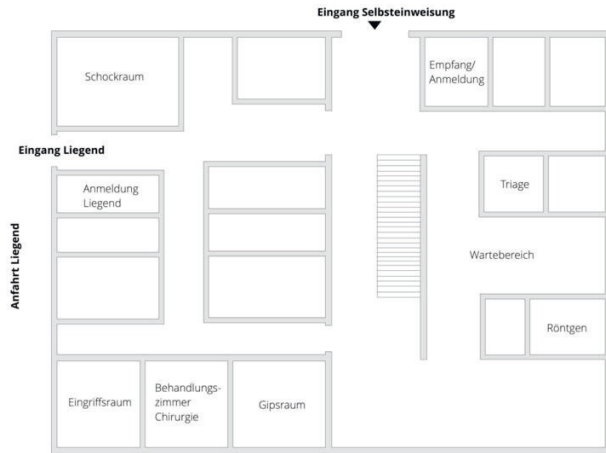 Eingang Selbsteinweisung
Schockraum
Empfang/
Anmeldung
Eingang Liegend
Anmeldung
Liegend
Triage
Anfahrt Liegend
Wartebereich
Röntgen
Eingriffsraum
Behandlungs-
zimmer
Chirurgie
Gipsraum